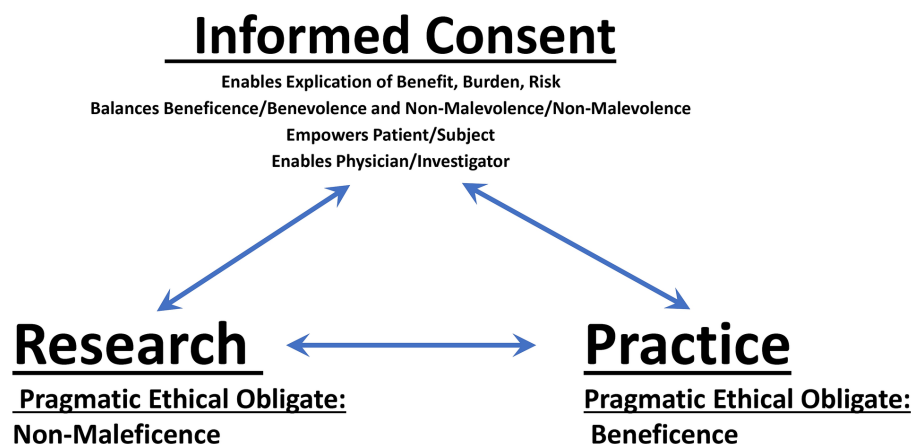 Informed Consent
Enables Explication of Benefit, Burden, Risk
Balances Beneficence/Benevolence and Non-Malevolence/Non-Malevolence
Empowers Patient/Subject
Enables Physician/Investigator
Research
Pragmatic Ethical Obligate:
Non-Maleficence
Practice
Pragmatic Ethical Obligate:
Beneficence